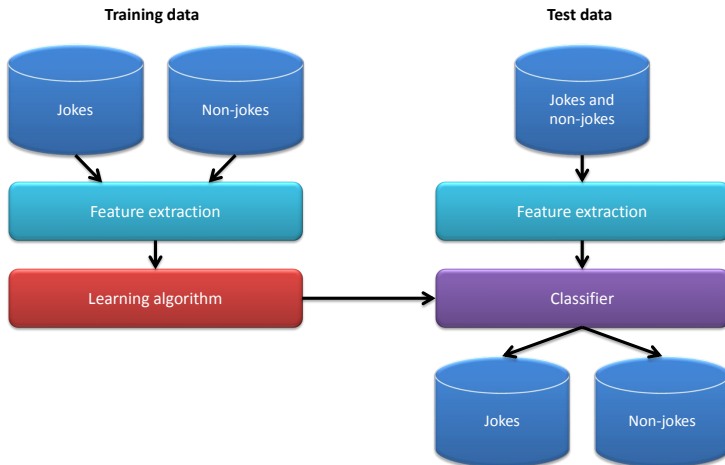 Training data
Test data
Jokes
Non-jokes
Jokes and
non-jokes
Feature extraction
Feature extraction
Learning algorithm
Classifier
Jokes
Non-jokes